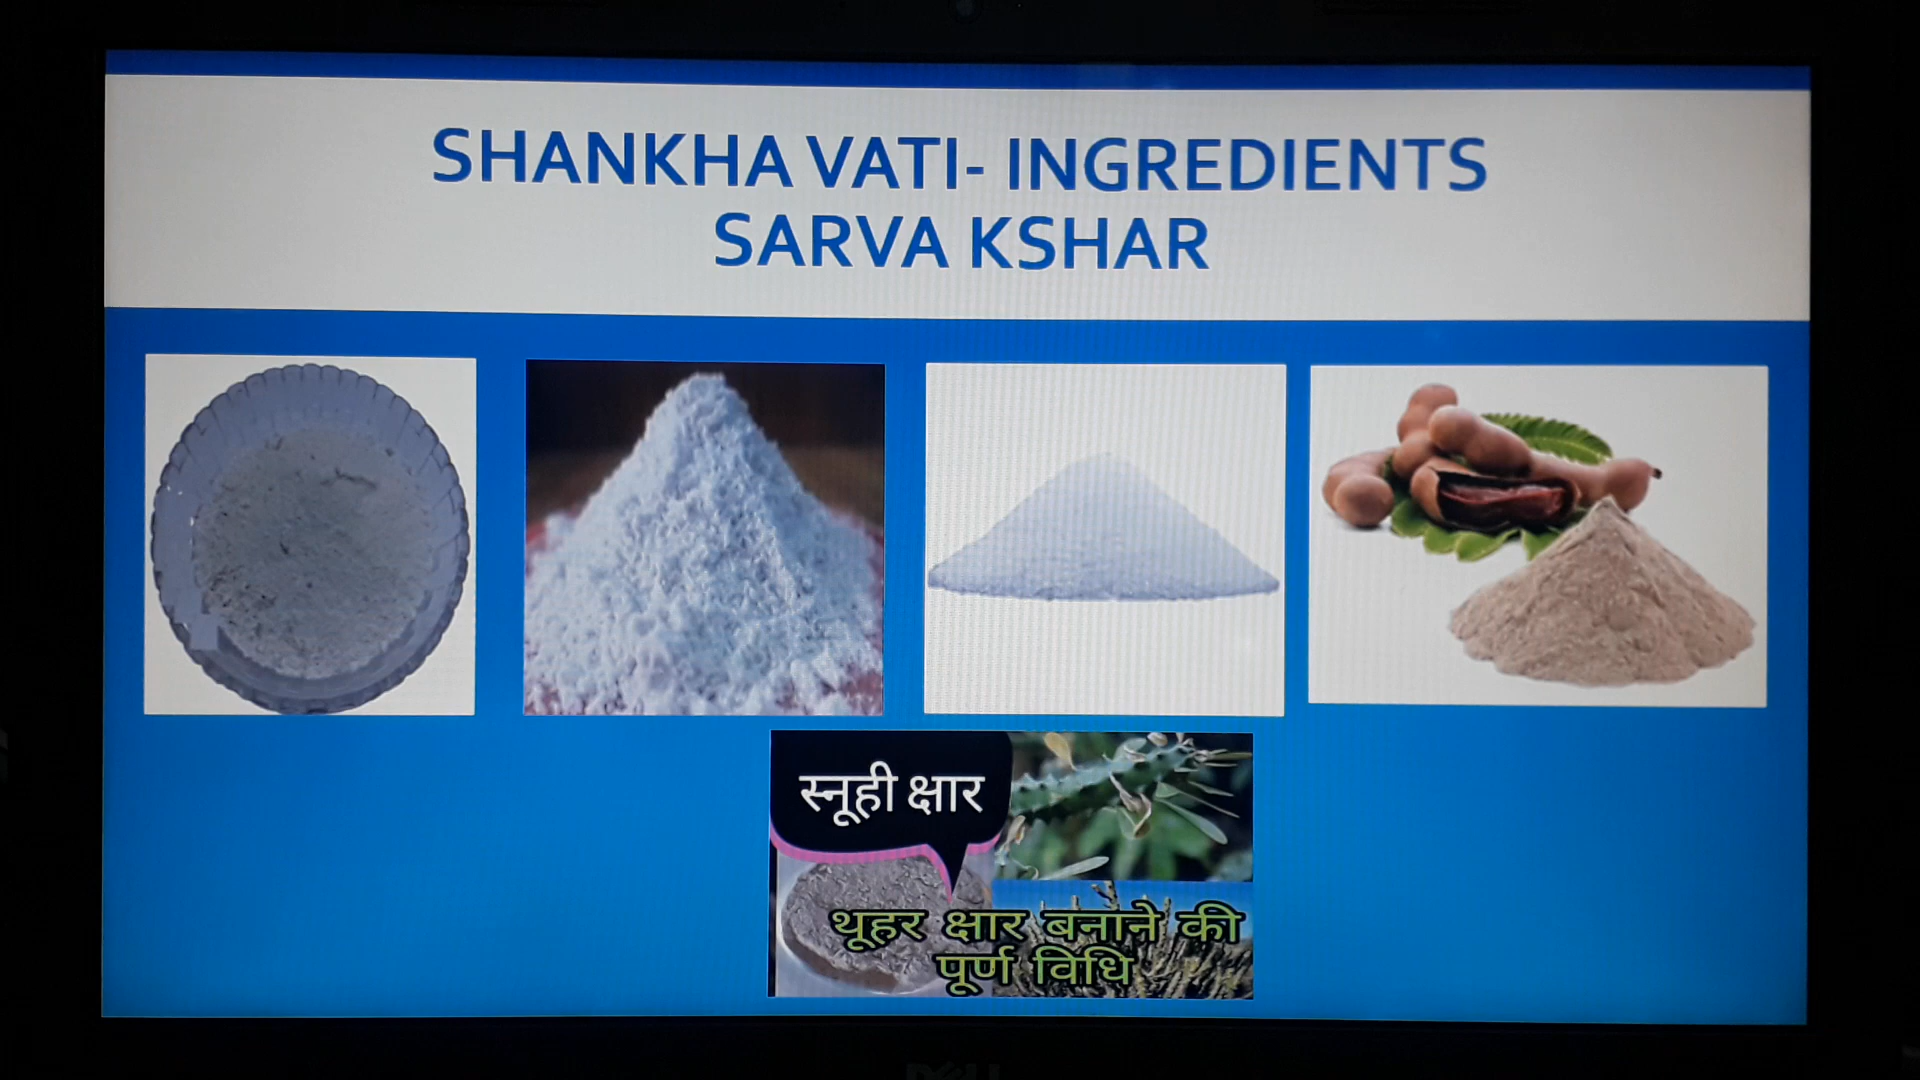 SHANKHA VATI- INGREDIENTS
SARVA KSHAR
स्नूही क्षार
थूहर क्षार बनाने की
पूर्ण विधि